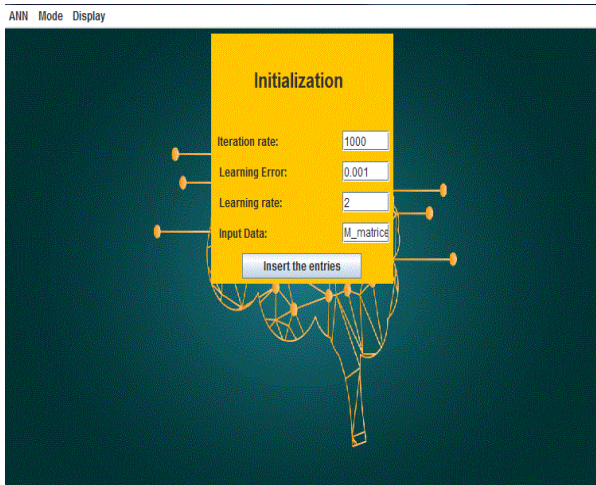 ANN Mode Display
Initialization
Iteration rate: 1000
Learning Error: 0.001
Learning rate: 2
Input Data: M_matrice
Insert the entries